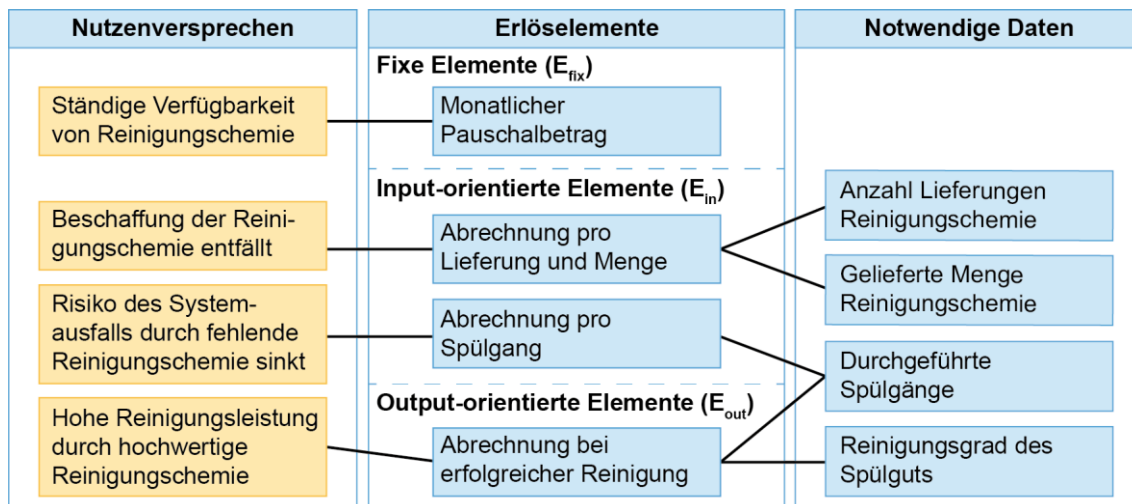 Nutzenversprechen
Ständige Verfügbarkeit
von Reinigungschemie
Beschaffung der Reini-
gungschemie entfällt
Risiko des System-
ausfalls durch fehlende
Reinigungschemie sinkt
Hohe Reinigungsleistung
durch hochwertige
Reinigungschemie
Erlöselemente
Fixe Elemente (Efix)
Monatlicher
Pauschalbetrag
Input-orientierte Elemente (Ein)
Abrechnung pro
Lieferung und Menge
Abrechnung pro
Spülgang
Output-orientierte Elemente (Eout)
Abrechnung bei
erfolgreicher Reinigung
Notwendige Daten
Anzahl Lieferungen
Reinigungschemie
Gelieferte Menge
Reinigungschemie
Durchgeführte
Spülgänge
Reinigungsgrad des
Spülguts